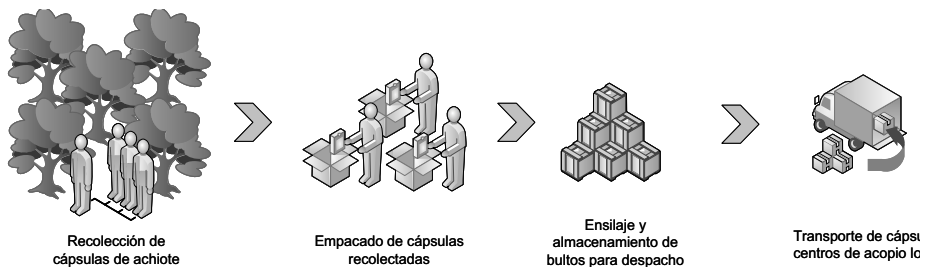 Recolección de
cápsulas de achiote
Empacado de cápsulas
recolectadas
Ensilaje y
almacenamiento de
bultos para despacho
Transporte de
centros de acopio